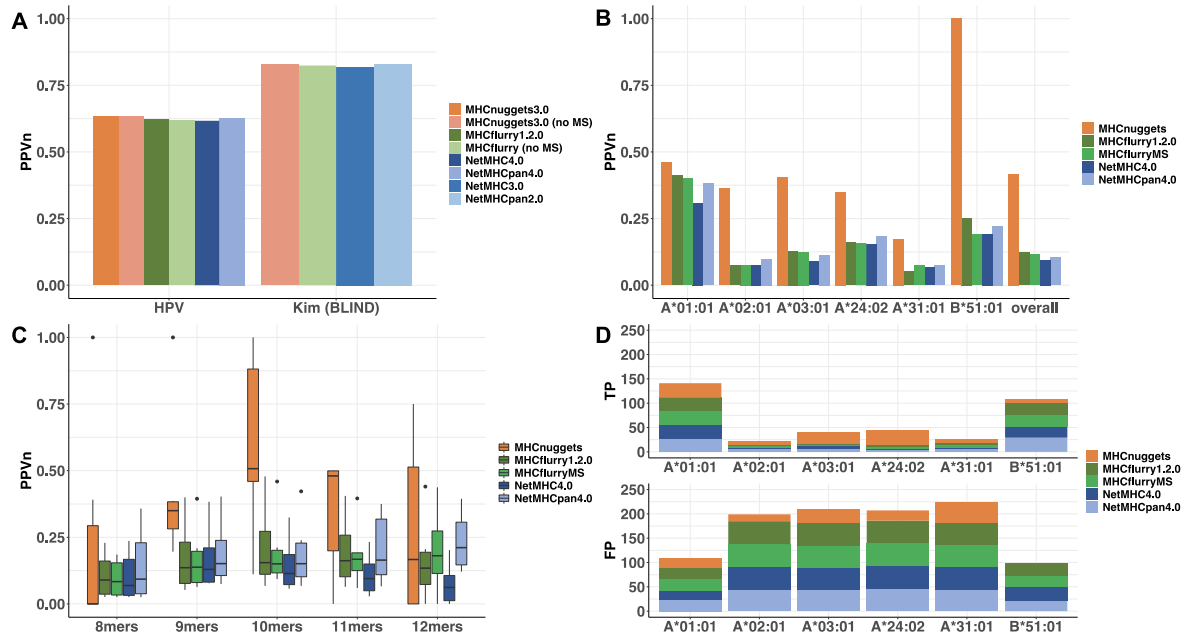 A
PPVn
1.00
0.75
0.50
0.25
0.00
HPV
Kim (BLIND)
MHCnuggets3.0
MHCnuggets3.0 (no MS)
MHCflurry1.2.0
MHCflurry (no MS)
NetMHC4.0
NetMHCpan4.0
NetMHC3.0
NetMHCpan2.0
B
PPVn
1.00
0.75
0.50
0.25
0.00
A*01:01
A*02:01
A*03:01
A*24:02
A*31:01
B*51:01
overall
MHCnuggets
MHCflurry1.2.0
MHCflurryMS
NetMHC4.0
NetMHCpan4.0
C
PPVn
1.00
0.75
0.50
0.25
0.00
8mers
9mers
10mers
11mers
12mers
MHCnuggets
MHCflurry1.2.0
MHCflurryMS
NetMHC4.0
NetMHCpan4.0
D
TP
250
200
150
100
50
0
A*01:01
A*02:01
A*03:01
A*24:02
A*31:01
B*51:01
FP
250
200
150
100
50
0
A*01:01
A*02:01
A*03:01
A*24:02
A*31:01
B*51:01
MHCnuggets
MHCflurry1.2.0
MHCflurryMS
NetMHC4.0
NetMHCpan4.0